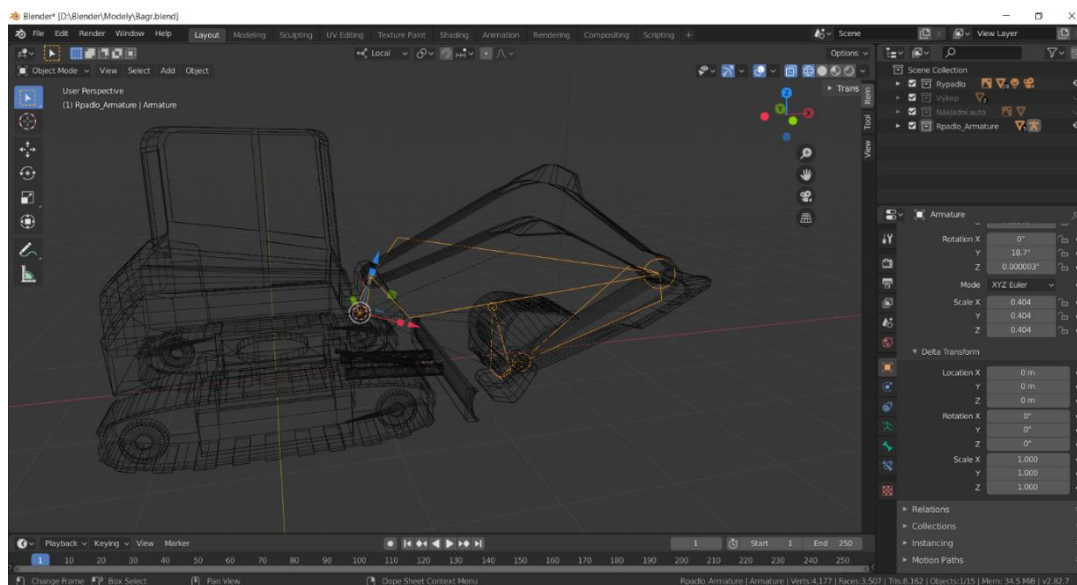 Blender* [D:\Blender\Modely\Bagr.blend]
File Edit Render Window Help Layout Modeling Sculpting UV Editing Texture Paint Shading Animation Rendering Compositing Scripting + Scene View Layer
Local Options
Object Mode View Select Add Object
User Perspective
(1) Rpadlo_Armature | Armature
Trans
Item
Tool
View
Z
Y
X
Scene Collection
Rypadlo
Výkop
Nákladní auto
Rpadlo_Armature
Armature
Rotation X 0°
Y 18.7°
Z 0.000003°
Mode XYZ Euler
Scale X 0.404
Y 0.404
Z 0.404
Delta Transform
Location X 0 m
Y 0 m
Z 0 m
Rotation X 0°
Y 0°
Z 0°
Scale X 1.000
Y 1.000
Z 1.000
Relations
Collections
Instancing
Motion Paths
Playback Keying View Marker 1 Start 1 End 250
1 10 20 30 40 50 60 70 80 90 100 110 120 130 140 150 160 170 180 190 200 210 220 230 240 250
Change Frame Box Select Pan View Dope Sheet Context Menu Rpadlo_Armature | Armature | Verts:4,177 | Faces:3,507 | Tris:8,162 | Objects:1/15 | Mem: 34.5 MiB | v2.82.7